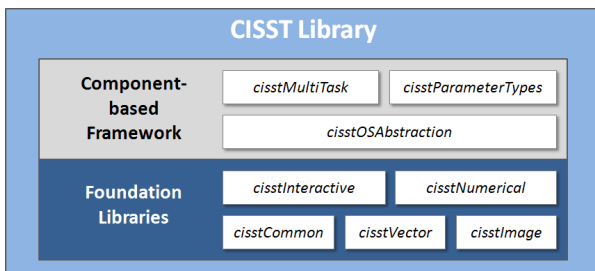 CISST Library
Component-
based
Framework
cisstMultiTask
cisstParameterTypes
cisstOSAbstraction
Foundation
Libraries
cisstInteractive
cisstNumerical
cisstCommon
cisstVector
cisstImage